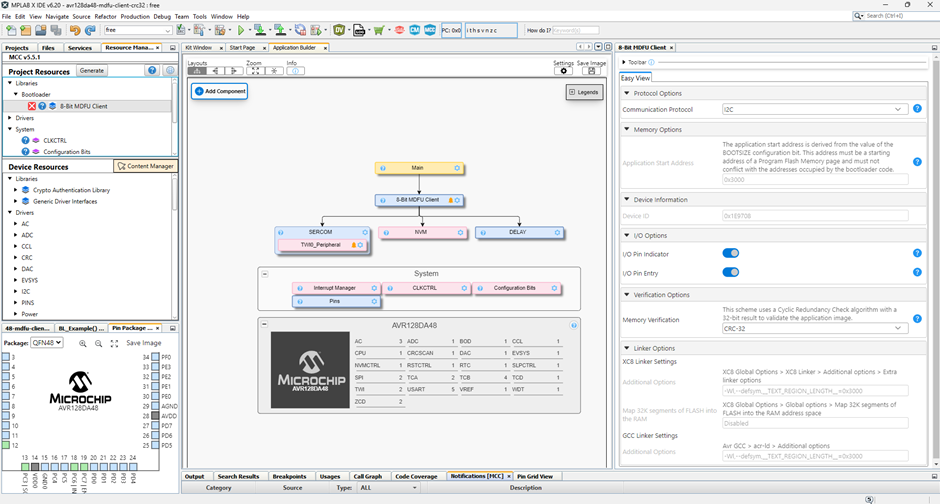 MPLAB X IDE v6.20 - avr128da48-mdfu-client-crc32 : free
File Edit View Navigate Source Refactor Production Debug Team Tools Window Help
Search (Ctrl+I)
free
PC: 0x0
i t h s v n z c
How do I?
Keyword(s)
Projects Files Services Resource Mana...
MCC v5.5.1
Project Resources Generate
Libraries
Bootloader
8-Bit MDFU Client
Drivers
System
CLKCTRL
Configuration Bits
Device Resources Content Manager
Libraries
Crypto Authentication Library
Generic Driver Interfaces
Drivers
AC
ADC
CCL
CRC
DAC
EVSYS
I2C
PINS
Power
48-mdfu-clien... BL_Example() ... Pin Package ...
Package: QFN48 Save Image
3
4
5
6
7
8
9
10
11
12
34 PF0
33 PE3
32 PE2
31 PE1
30 PE0
29 AGND
28 AVDD
27 PD7
26 PD6
25 PD5
MICROCHIP
AVR128DA48
13 14 15 16 17 18 19 20 21 22 23 24
VDD0
GND0
PC4
PC5
PD0
PD1
PD2
PD3
PD4
Kit Window Start Page Application Builder
Layouts Zoom Info Settings Save Image
Add Component
Legends
Main
8-Bit MDFU Client
SERCOM
TWI0_Peripheral
NVM
DELAY
System
Interrupt Manager CLKCTRL Configuration Bits
Pins
AVR128DA48
MICROCHIP
AVR128DA48
AC 3 ADC 1 BOD 1 CCL 1
CPU 1 CRCSCAN 1 DAC 1 EVSYS 1
NVMCTRL 1 RSTCTRL 1 RTC 1 SLPCTRL 1
SPI 2 TCA 2 TCB 4 TCD 1
TWI 2 USART 5 VREF 1 WDT 1
ZCD 2
Output Search Results Breakpoints Usages Call Graph Code Coverage Notifications [MCC] Pin Grid View
Category Source Type: ALL Description
8-Bit MDFU Client
Toolbar
Easy View
Protocol Options
Communication Protocol I2C
Memory Options
The application start address is derived from the value of the
BOOTSIZE configuration bit. This address must be a starting
address of a Program Flash Memory page and must not
conflict with the addresses occupied by the bootloader code.
Application Start Address
0x3000
Device Information
Device ID 0x1E9708
I/O Options
I/O Pin Indicator
I/O Pin Entry
Verification Options
This scheme uses a Cyclic Redundancy Check algorithm with a
32-bit result to validate the application image.
Memory Verification
CRC-32
Linker Options
XC8 Linker Settings
XC8 Global Options > XC8 Linker > Additional options > Extra
linker options
Additional Options
-Wl,--defsym,__TEXT_REGION_LENGTH__=0x3000
XC8 Global Options > Global options > Map 32K segments of
FLASH into the RAM address space
Map 32K segments of FLASH into
the RAM
Disabled
GCC Linker Settings
Avr GCC > avr-ld > Additional options
Additional Options
-Wl,--defsym,__TEXT_REGION_LENGTH__=0x3000